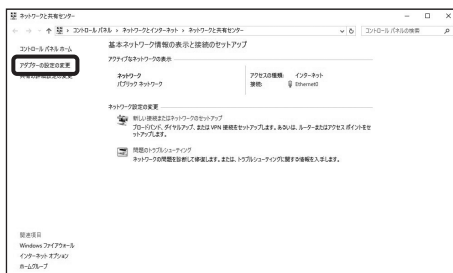 ネットワークと共有センター
コントロール パネル › ネットワークとインターネット › ネットワークと共有センター
コントロール パネルの検索
コントロール パネル ホーム
アダプターの設定の変更
共有の詳細設定の変更
基本ネットワーク情報の表示と接続のセットアップ
アクティブなネットワークの表示
ネットワーク
パブリック ネットワーク
アクセスの種類: インターネット
接続: Ethernet0
ネットワーク設定の変更
新しい接続またはネットワークのセットアップ
ブロードバンド、ダイヤルアップ、または VPN 接続をセットアップします。あるいは、ルーターまたはアクセス ポイントをセ
ットアップします。
問題のトラブルシューティング
ネットワークの問題を診断して修復します。または、トラブルシューティングに関する情報を入手します。
関連項目
Windows ファイアウォール
インターネット オプション
ホームグループ